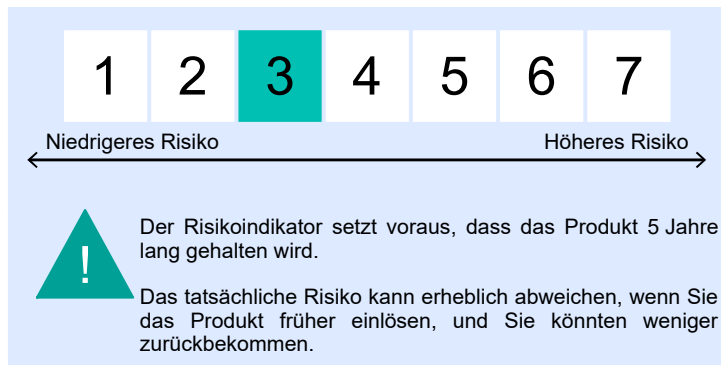 1 2 3 4 5 6 7
Niedrigeres Risiko Höheres Risiko
!
Der Risikoindikator setzt voraus, dass das Produkt 5 Jahre
lang gehalten wird.
Das tatsächliche Risiko kann erheblich abweichen, wenn Sie
das Produkt früher einlösen, und Sie könnten weniger
zurückbekommen.